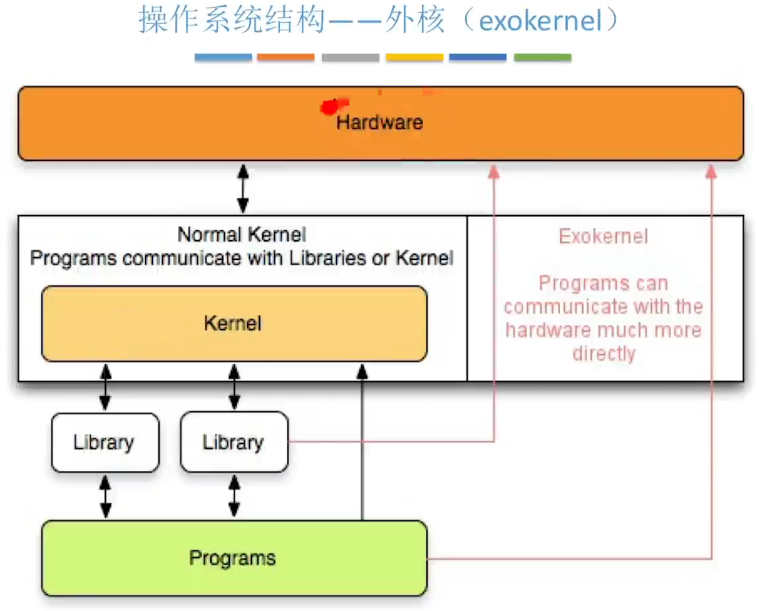 操作系统结构——外核（exokernel）
Hardware
Normal Kernel
Programs communicate with Libraries or Kernel
Kernel
Exokernel
Programs can
communicate with the
hardware much more
directly
Library
Library
Programs